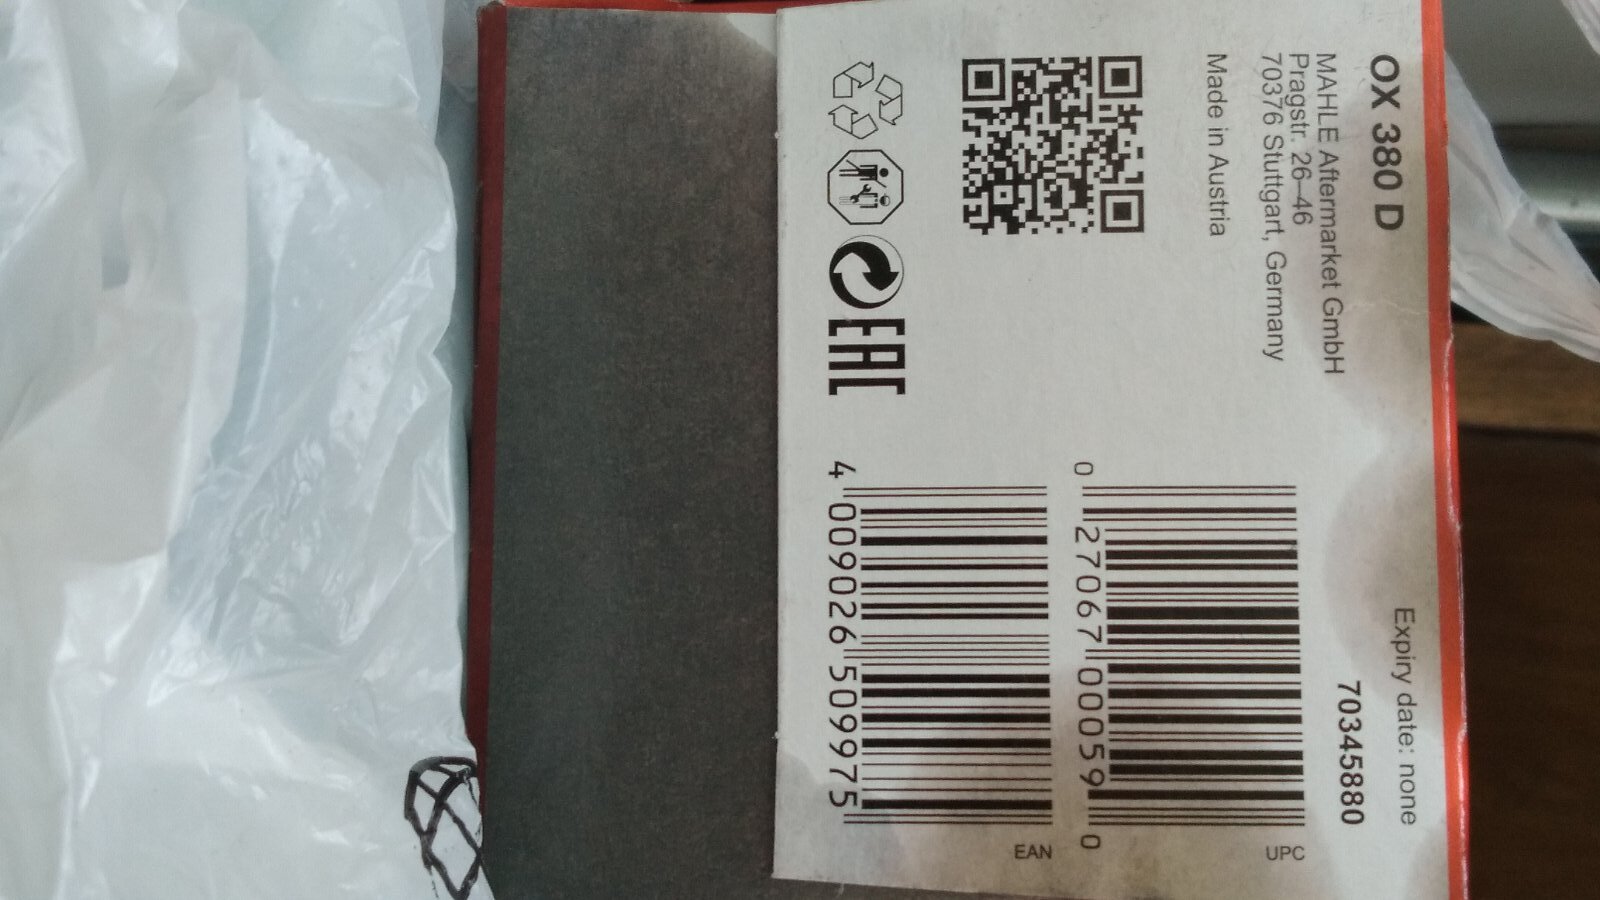 OX 380 D
MAHLE Aftermarket GmbH
Pragstr. 26–46
70376 Stuttgart, Germany
Made in Austria
EAC
Expiry date: none
70345880
0 27067 00059 0
UPC
4 009026 509975
EAN